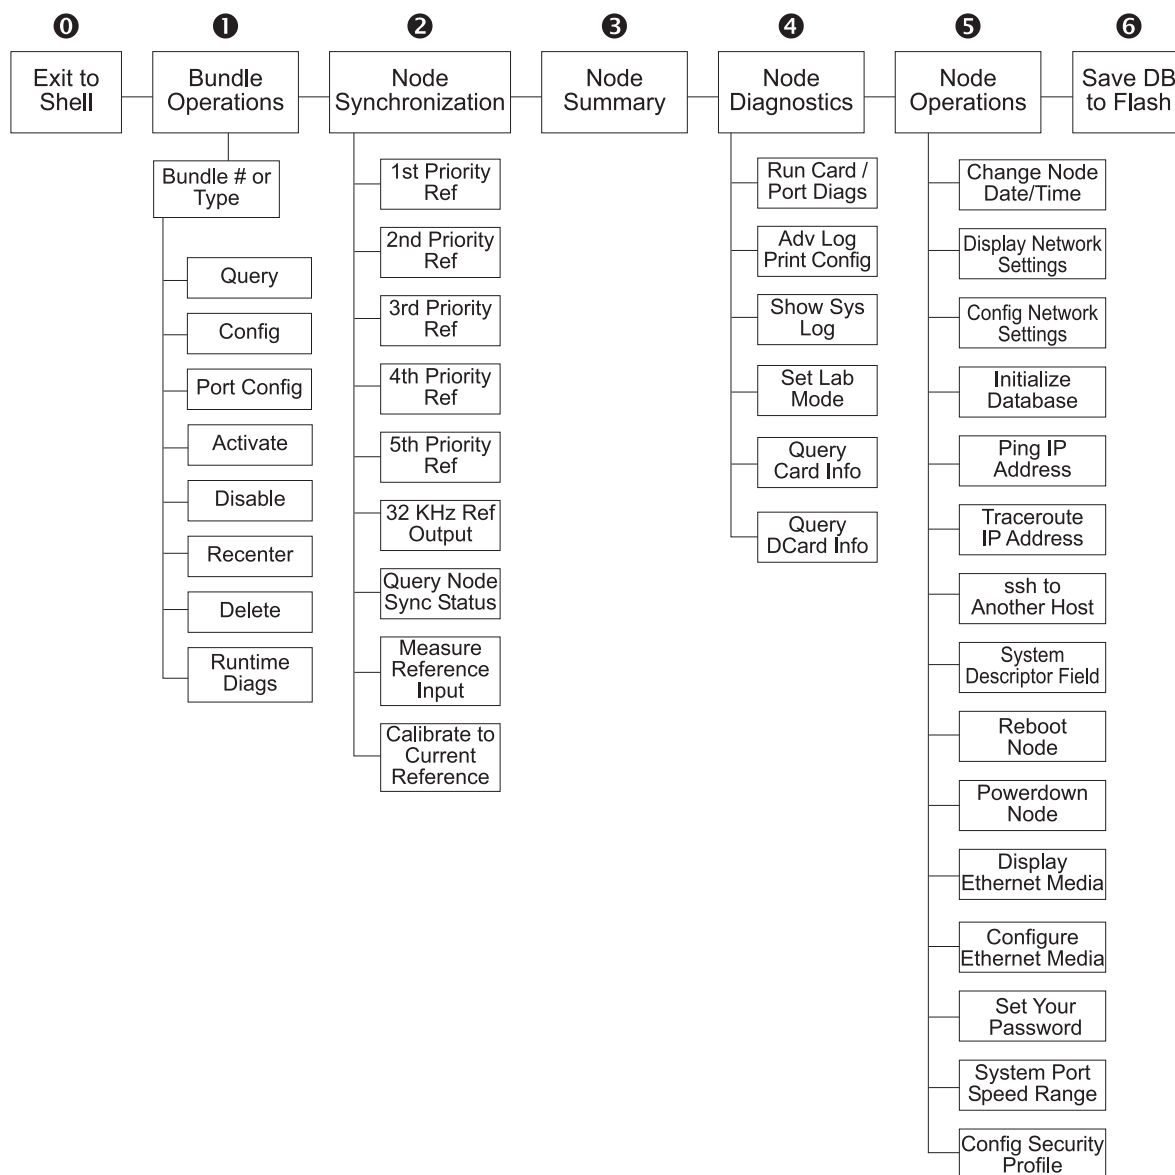 0
1
2
3
4
5
6
Exit to
Shell
Bundle
Operations
Node
Synchronization
Node
Summary
Node
Diagnostics
Node
Operations
Save DB
to Flash
Bundle # or
Type
Query
Config
Port Config
Activate
Disable
Recenter
Delete
Runtime
Diags
1st Priority
Ref
2nd Priority
Ref
3rd Priority
Ref
4th Priority
Ref
5th Priority
Ref
32 KHz Ref
Output
Query Node
Sync Status
Measure
Reference
Input
Calibrate to
Current
Reference
Run Card /
Port Diags
Adv Log
Print Config
Show Sys
Log
Set Lab
Mode
Query
Card Info
Query
DCard Info
Change Node
Date/Time
Display Network
Settings
Config Network
Settings
Initialize
Database
Ping IP
Address
Traceroute
IP Address
ssh to
Another Host
System
Descriptor Field
Reboot
Node
Powerdown
Node
Display
Ethernet Media
Configure
Ethernet Media
Set Your
Password
System Port
Speed Range
Config Security
Profile